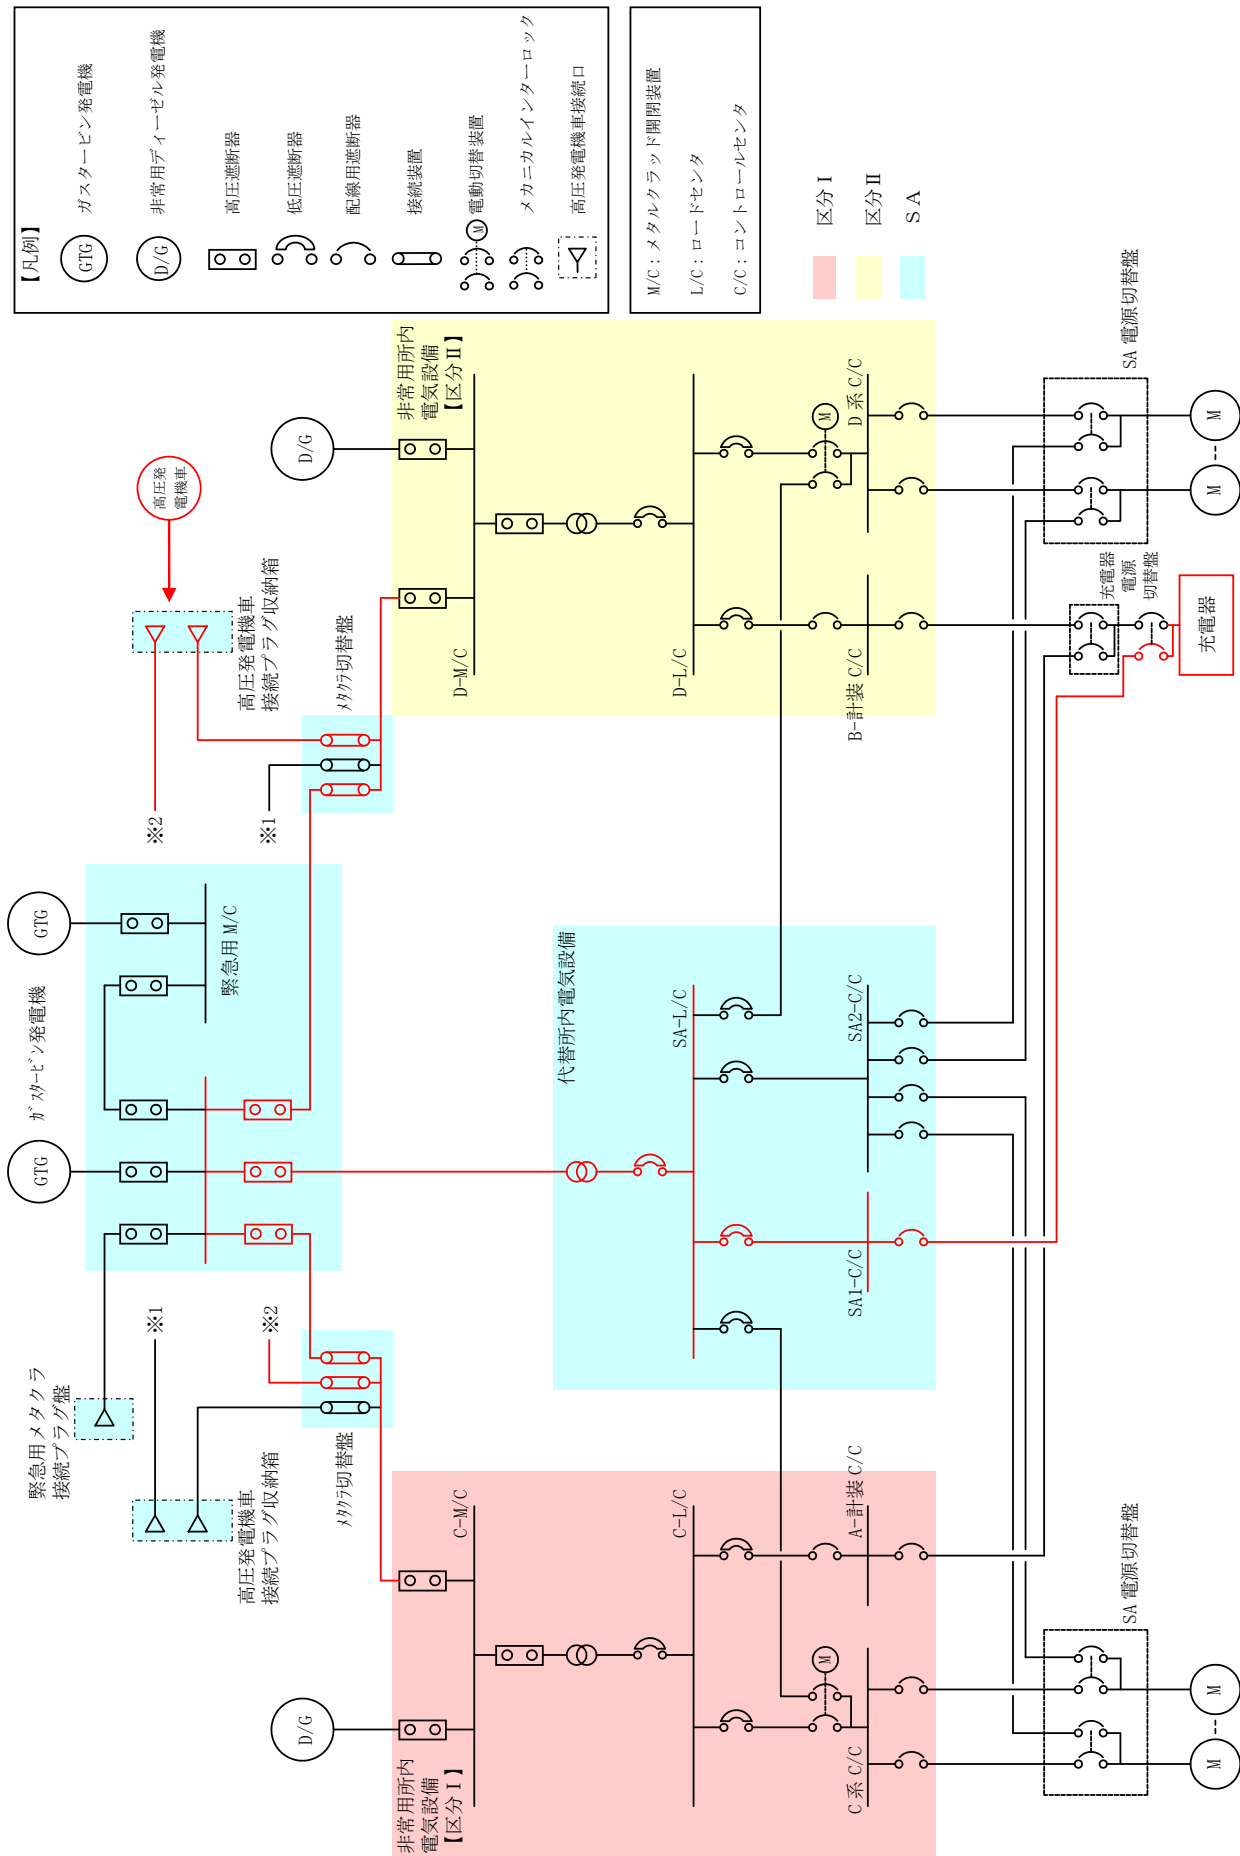 【凡例】
GTG
ガスタービン発電機
D/G
非常用ディーゼル発電機
高圧遮断器
低圧遮断器
配線用遮断器
接続装置
M
電動切替装置
メカニカルインターロック
高圧発電機車接続口
M/C：メタルクラッド開閉装置
L/C：ロードセンタ
C/C：コントロールセンタ
区分Ⅰ
区分Ⅱ
ＳＡ
緊急用メタクラ
接続プラグ盤
※1
※2
高圧発電機車
接続プラグ収納箱
ﾒﾀｸﾗ切替盤
GTG
ｶﾞｽﾀｰﾋﾞﾝ発電機
GTG
緊急用 M/C
※2
※1
高圧発
電機車
高圧発電機車
接続プラグ収納箱
ﾒﾀｸﾗ切替盤
D/G
非常用所内
電気設備
【区分Ⅰ】
C-M/C
C-L/C
M
C 系 C/C
A-計装 C/C
代替所内電気設備
SA-L/C
SA1-C/C
SA2-C/C
D/G
非常用所内
電気設備
【区分Ⅱ】
D-M/C
D-L/C
M
B-計装 C/C
D 系 C/C
SA 電源切替盤
M
M
充電器
電源
切替盤
充電器
SA 電源切替盤
M
M